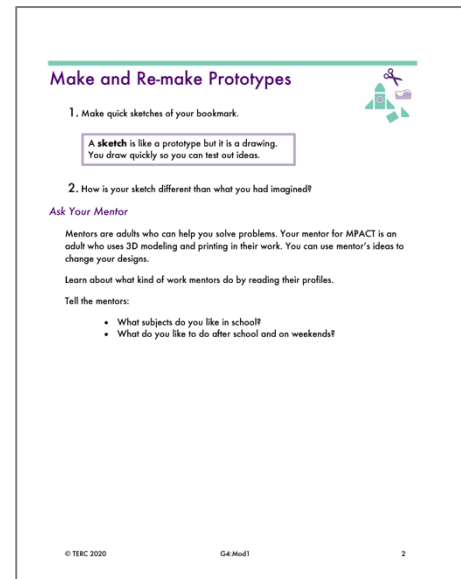 Make and Re-make Prototypes
1. Make quick sketches of your bookmark.
A sketch is like a prototype but it is a drawing.
You draw quickly so you can test out ideas.
2. How is your sketch different than what you had imagined?
Ask Your Mentor
Mentors are adults who can help you solve problems. Your mentor for MPACT is an
adult who uses 3D modeling and printing in their work. You can use mentor’s ideas to
change your designs.
Learn about what kind of work mentors do by reading their profiles.
Tell the mentors:
• What subjects do you like in school?
• What do you like to do after school and on weekends?
© TERC 2020 G4:Mod1 2